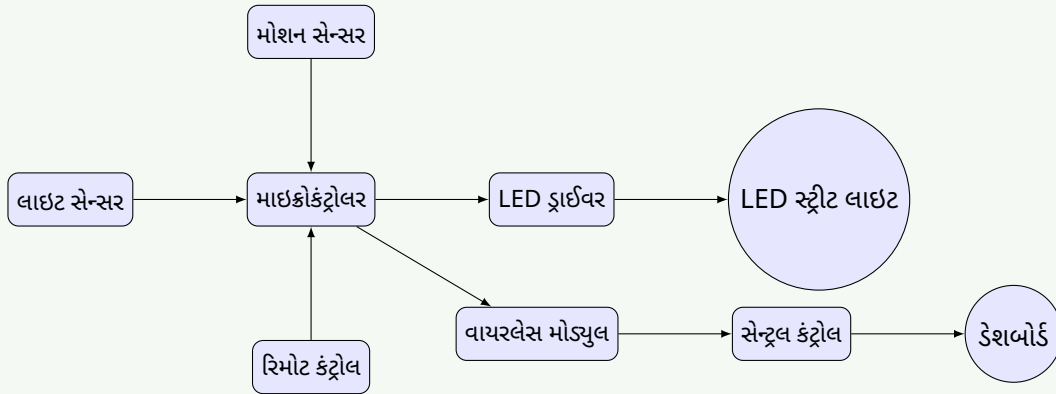 મોશન સેન્સર
લાઇટ સેન્સર
માઇક્રોકંટ્રોલર
LED ડ્રાઈવર
LED સ્ટ્રીટ લાઇટ
વાયરલેસ મોડ્યુલ
સેન્ટ્રલ કંટ્રોલ
ડેશબોર્ડ
રિમોટ કંટ્રોલ